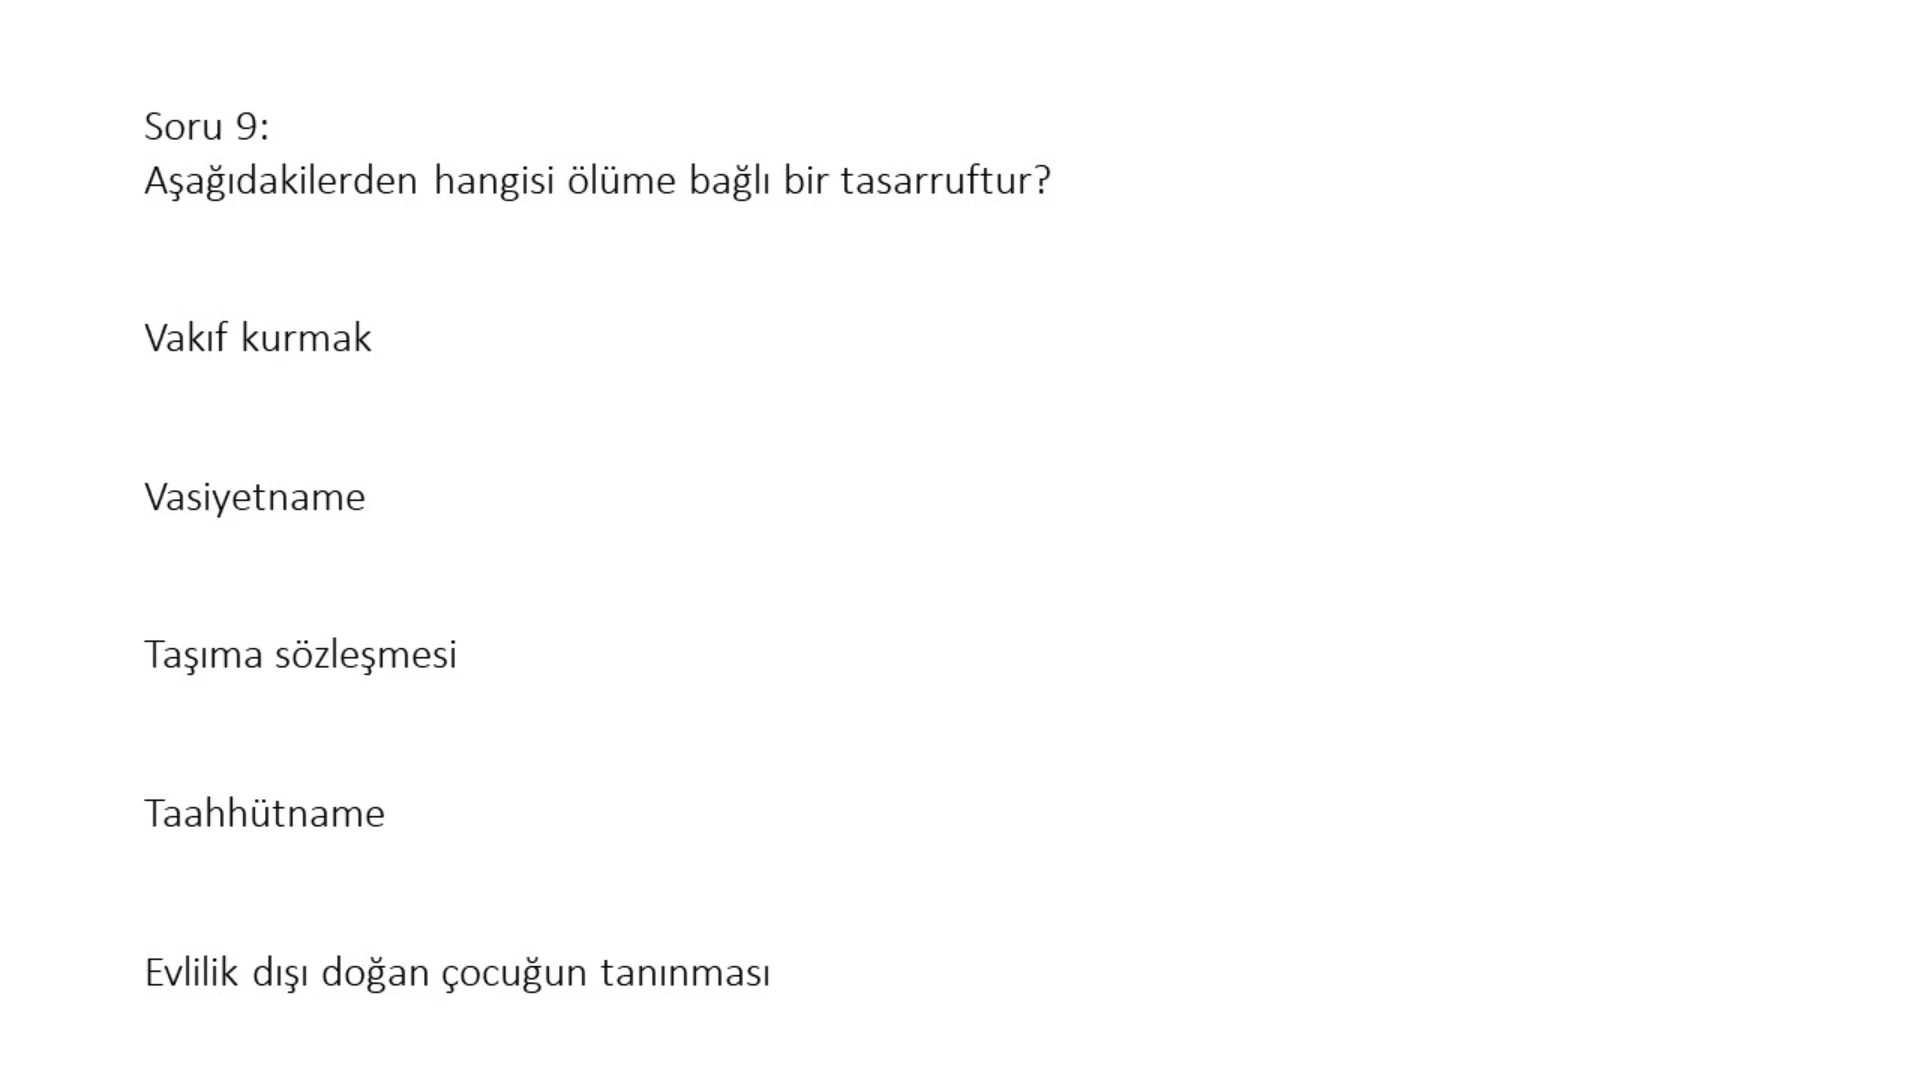 Soru 9:
Aşağıdakilerden hangisi ölüme bağlı bir tasarruftur?
Vakıf kurmak
Vasiyetname
Taşıma sözleşmesi
Taahhütname
Evlilik dışı doğan çocuğun tanınması